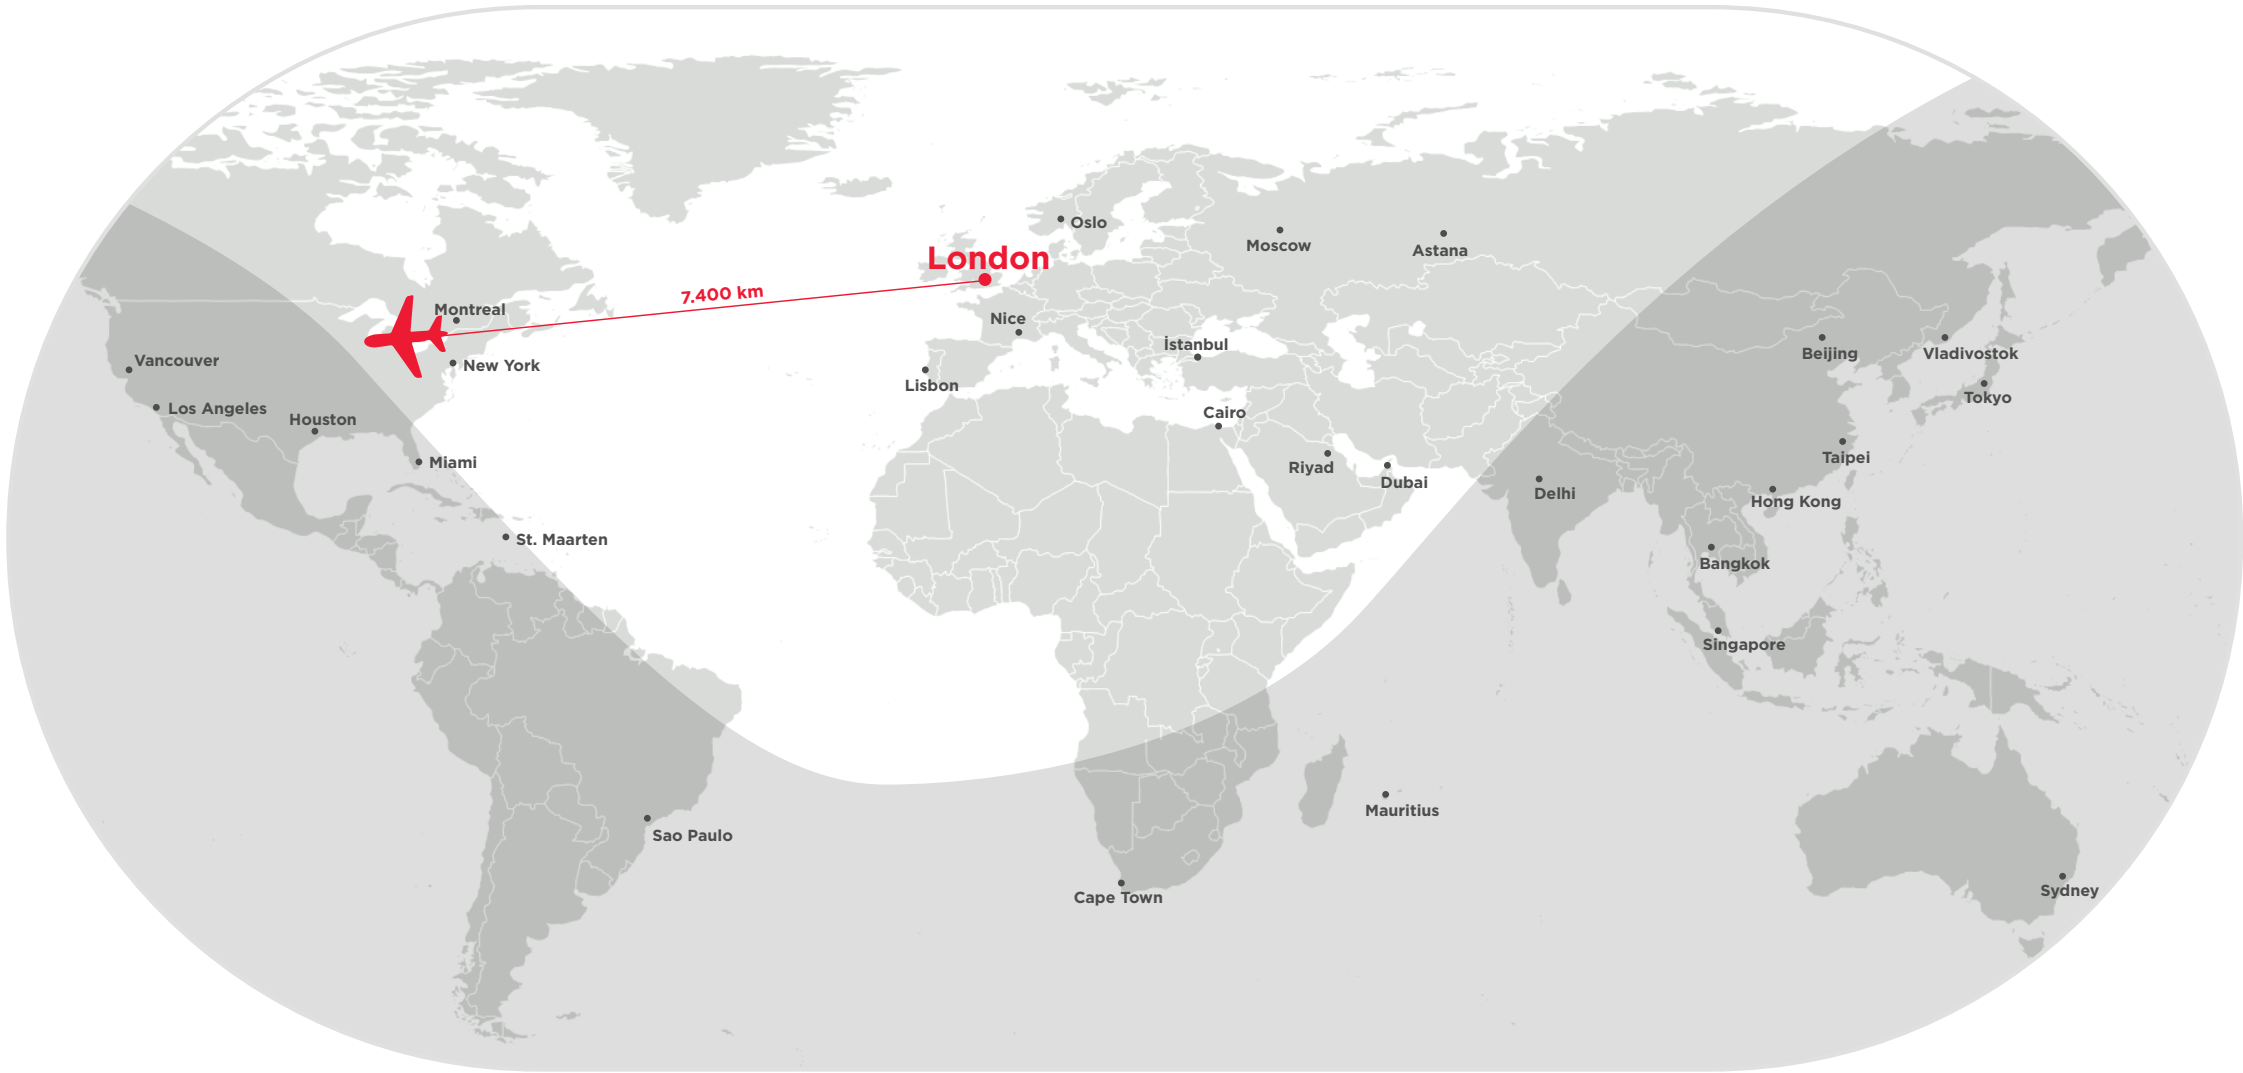 Oslo
Moscow
Astana
London
7.400 km
Montreal
Nice
İstanbul
Beijing
Vladivostok
Vancouver
New York
Lisbon
Tokyo
Los Angeles
Houston
Cairo
Miami
Riyad
Dubai
Taipei
Delhi
Hong Kong
St. Maarten
Bangkok
Singapore
Mauritius
Sao Paulo
Cape Town
Sydney